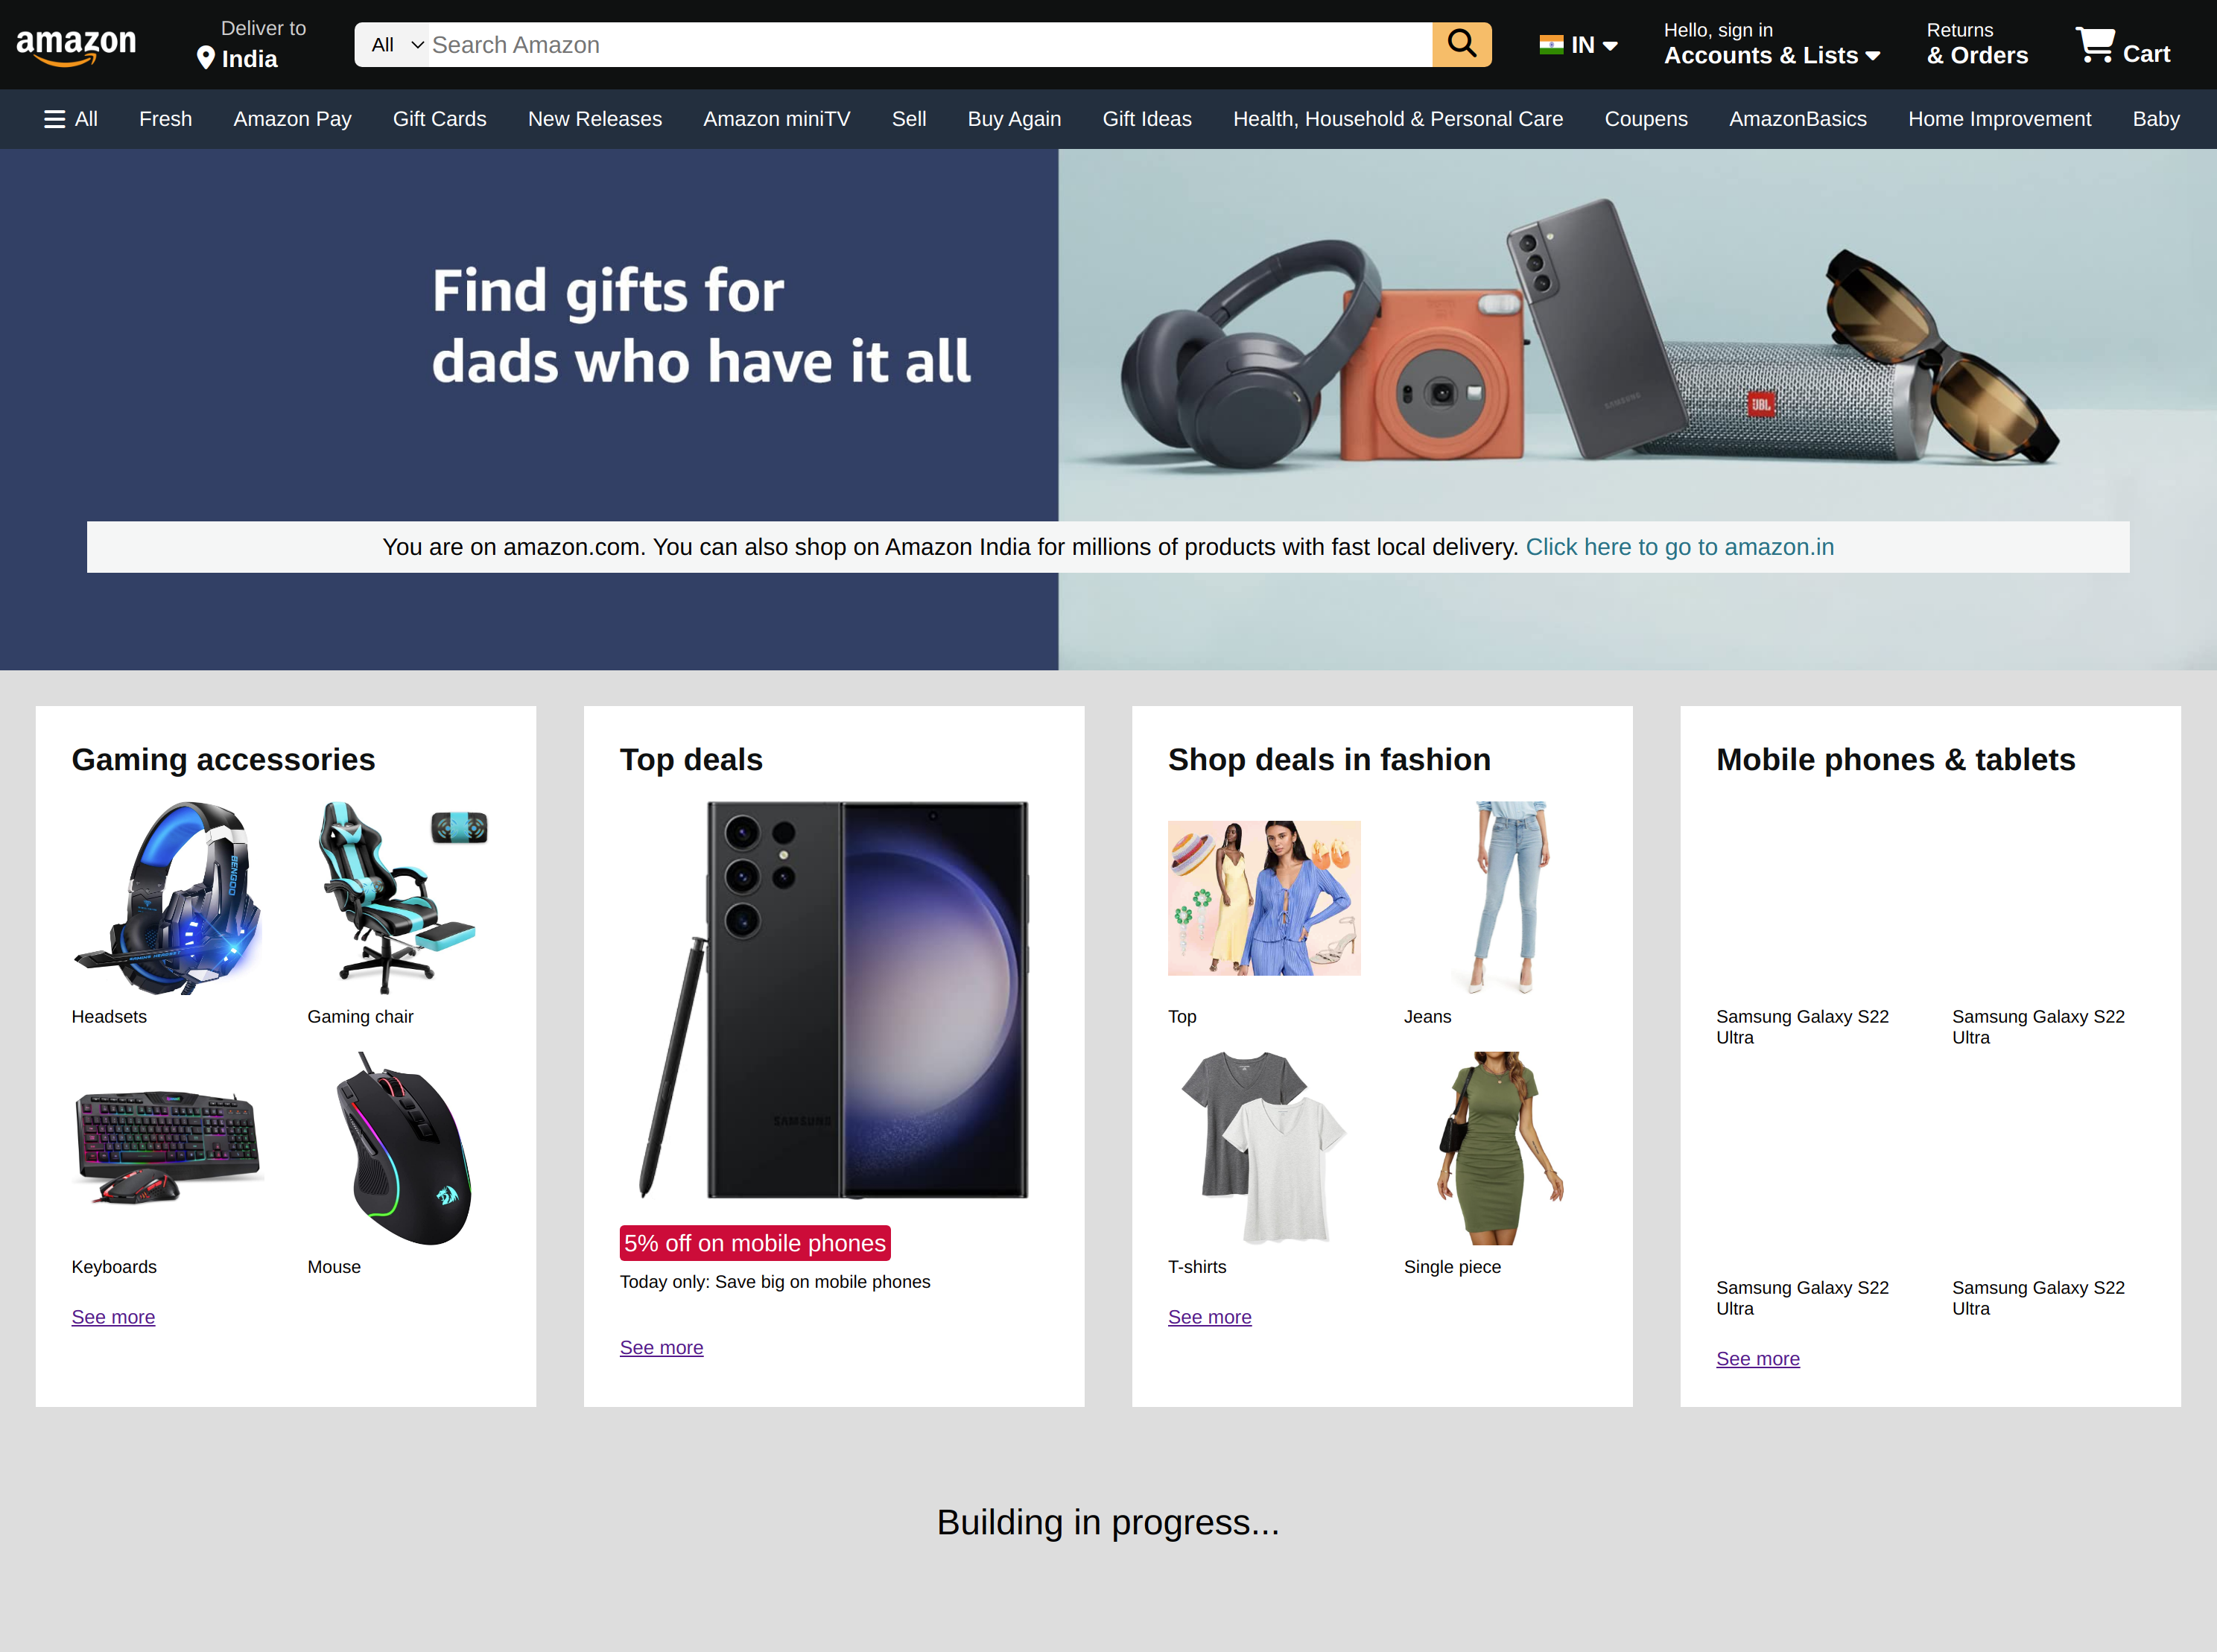 amazon
Deliver to
India
All
Search Amazon
IN
Hello, sign in
Accounts & Lists
Returns
& Orders
Cart
All Fresh Amazon Pay Gift Cards New Releases Amazon miniTV Sell Buy Again Gift Ideas Health, Household & Personal Care Coupens AmazonBasics Home Improvement Baby
Find gifts for
dads who have it all
SAMSUNG
JBL
You are on amazon.com. You can also shop on Amazon India for millions of products with fast local delivery. Click here to go to amazon.in
Gaming accessories
BENGOO
GAMING HEADSET
Headsets
Gaming chair
Keyboards
Mouse
See more
Top deals
SAMSUNG
5% off on mobile phones
Today only: Save big on mobile phones
See more
Shop deals in fashion
Top
Jeans
T-shirts
Single piece
See more
Mobile phones & tablets
Samsung Galaxy S22
Ultra
Samsung Galaxy S22
Ultra
Samsung Galaxy S22
Ultra
Samsung Galaxy S22
Ultra
See more
Building in progress...